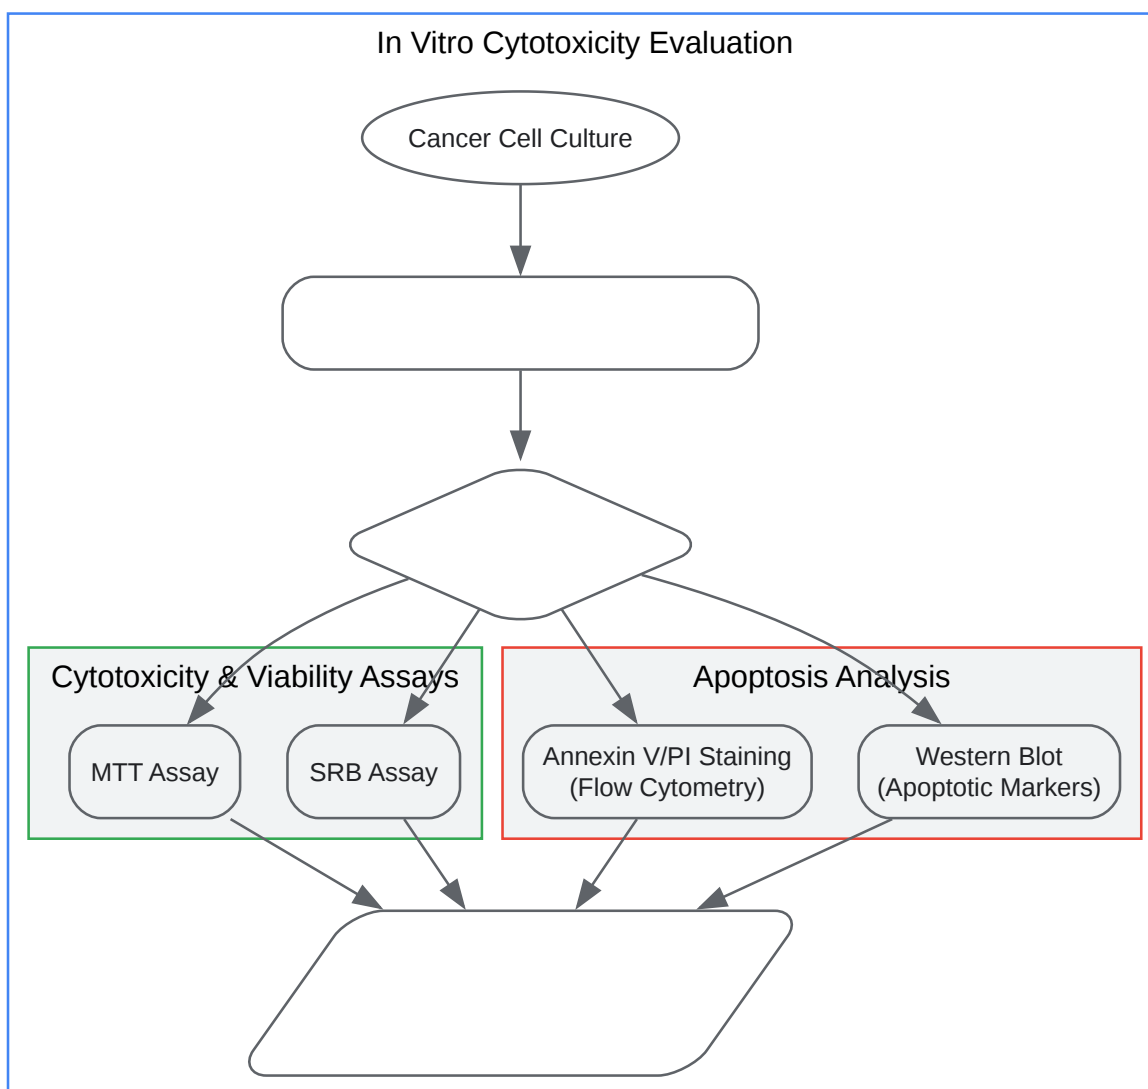 In Vitro Cytotoxicity Evaluation
Cancer Cell Culture
Cytotoxicity & Viability Assays
Apoptosis Analysis
MTT Assay
SRB Assay
Annexin V/PI Staining
(Flow Cytometry)
Western Blot
(Apoptotic Markers)